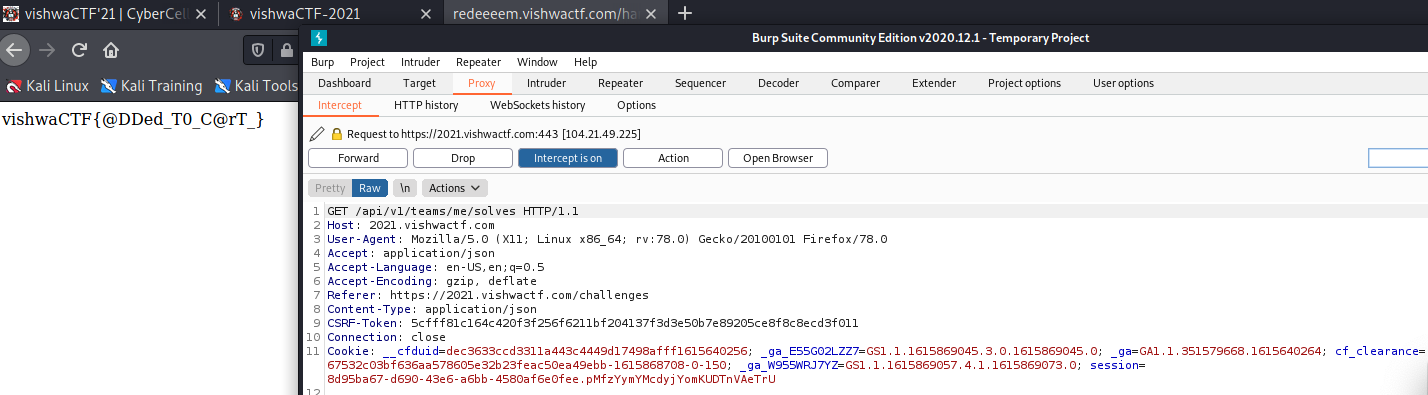 vishwaCTF'21 | CyberCell
vishwaCTF-2021
redeeeem.vishwactf.com/ha
Burp Suite Community Edition v2020.12.1 - Temporary Project
Burp Project Intruder Repeater Window Help
Kali Linux Kali Training Kali Tools
Dashboard Target Proxy Intruder Repeater Sequencer Decoder Comparer Extender Project options User options
Intercept HTTP history WebSockets history Options
vishwaCTF{@DDed_T0_C@rT_}
Request to https://2021.vishwactf.com:443 [104.21.49.225]
Forward Drop Intercept is on Action Open Browser
Pretty Raw \n Actions
1 GET /api/v1/teams/me/solves HTTP/1.1
2 Host: 2021.vishwactf.com
3 User-Agent: Mozilla/5.0 (X11; Linux x86_64; rv:78.0) Gecko/20100101 Firefox/78.0
4 Accept: application/json
5 Accept-Language: en-US,en;q=0.5
6 Accept-Encoding: gzip, deflate
7 Referer: https://2021.vishwactf.com/challenges
8 Content-Type: application/json
9 CSRF-Token: 5cfff81c164c420f3f256f6211bf204137f3d3e50b7e89205ce8f8c8ecd3f011
10 Connection: close
11 Cookie: __cfduid=dec3633ccd3311a443c4449d17498afff1615640256; _ga_E55G02LZZ7=GS1.1.1615869045.3.0.1615869045.0; _ga=GA1.1.351579668.1615640264; cf_clearance=
67532c03bf636aa578605e32b23feac50ea49ebb-1615868708-0-150; _ga_W955WRJ7YZ=GS1.1.1615869057.4.1.1615869073.0; session=
8d95ba67-d690-43e6-a6bb-4580af6e0fee.pMfzYymYMcdyjYomKUDTnVAeTrU
12